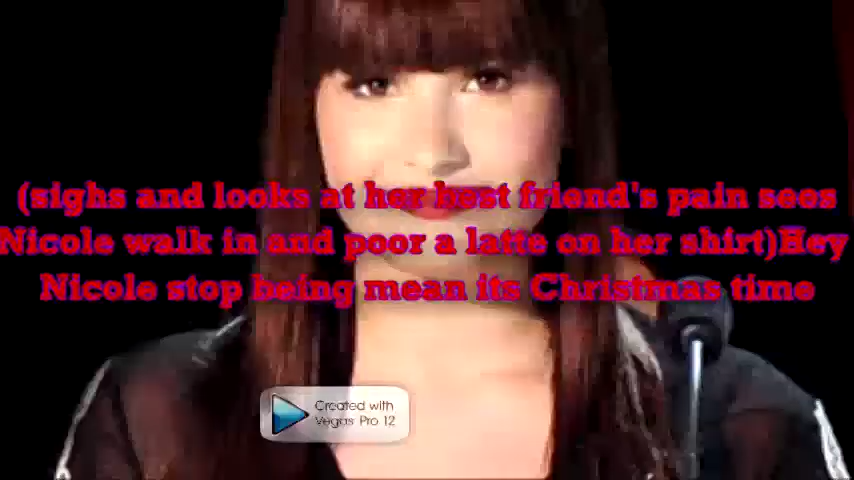 (sighs and looks at her best friend's pain sees
Nicole walk in and poor a latte on her shirt)Hey
Nicole stop being mean its Christmas time
Created with
Vegas Pro 12